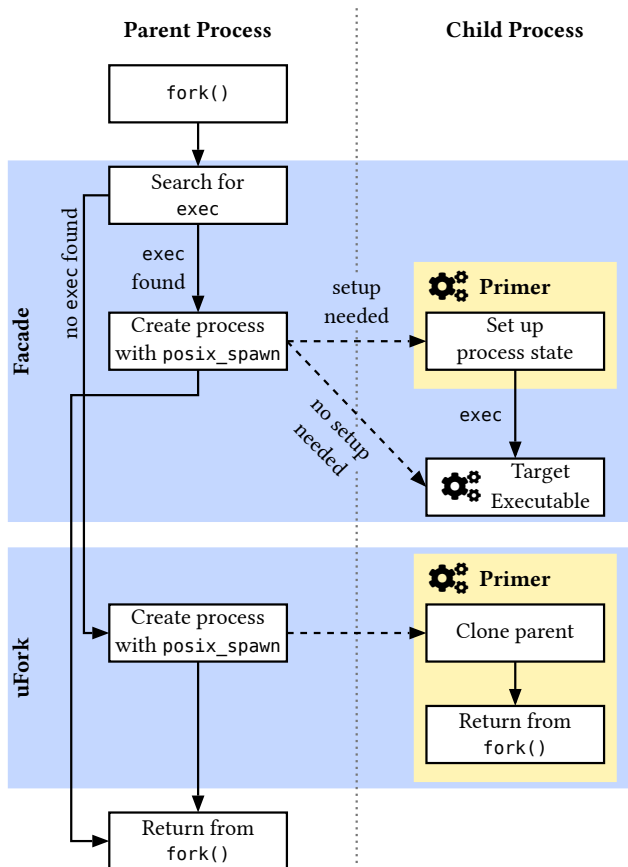 Parent Process
Child Process
fork()
Facade
Search for
exec
no exec found
exec
found
setup
needed
Primer
Create process
with posix_spawn
Set up
process state
no setup
needed
exec
Target
Executable
uFork
Primer
Create process
with posix_spawn
Clone parent
Return from
fork()
Return from
fork()